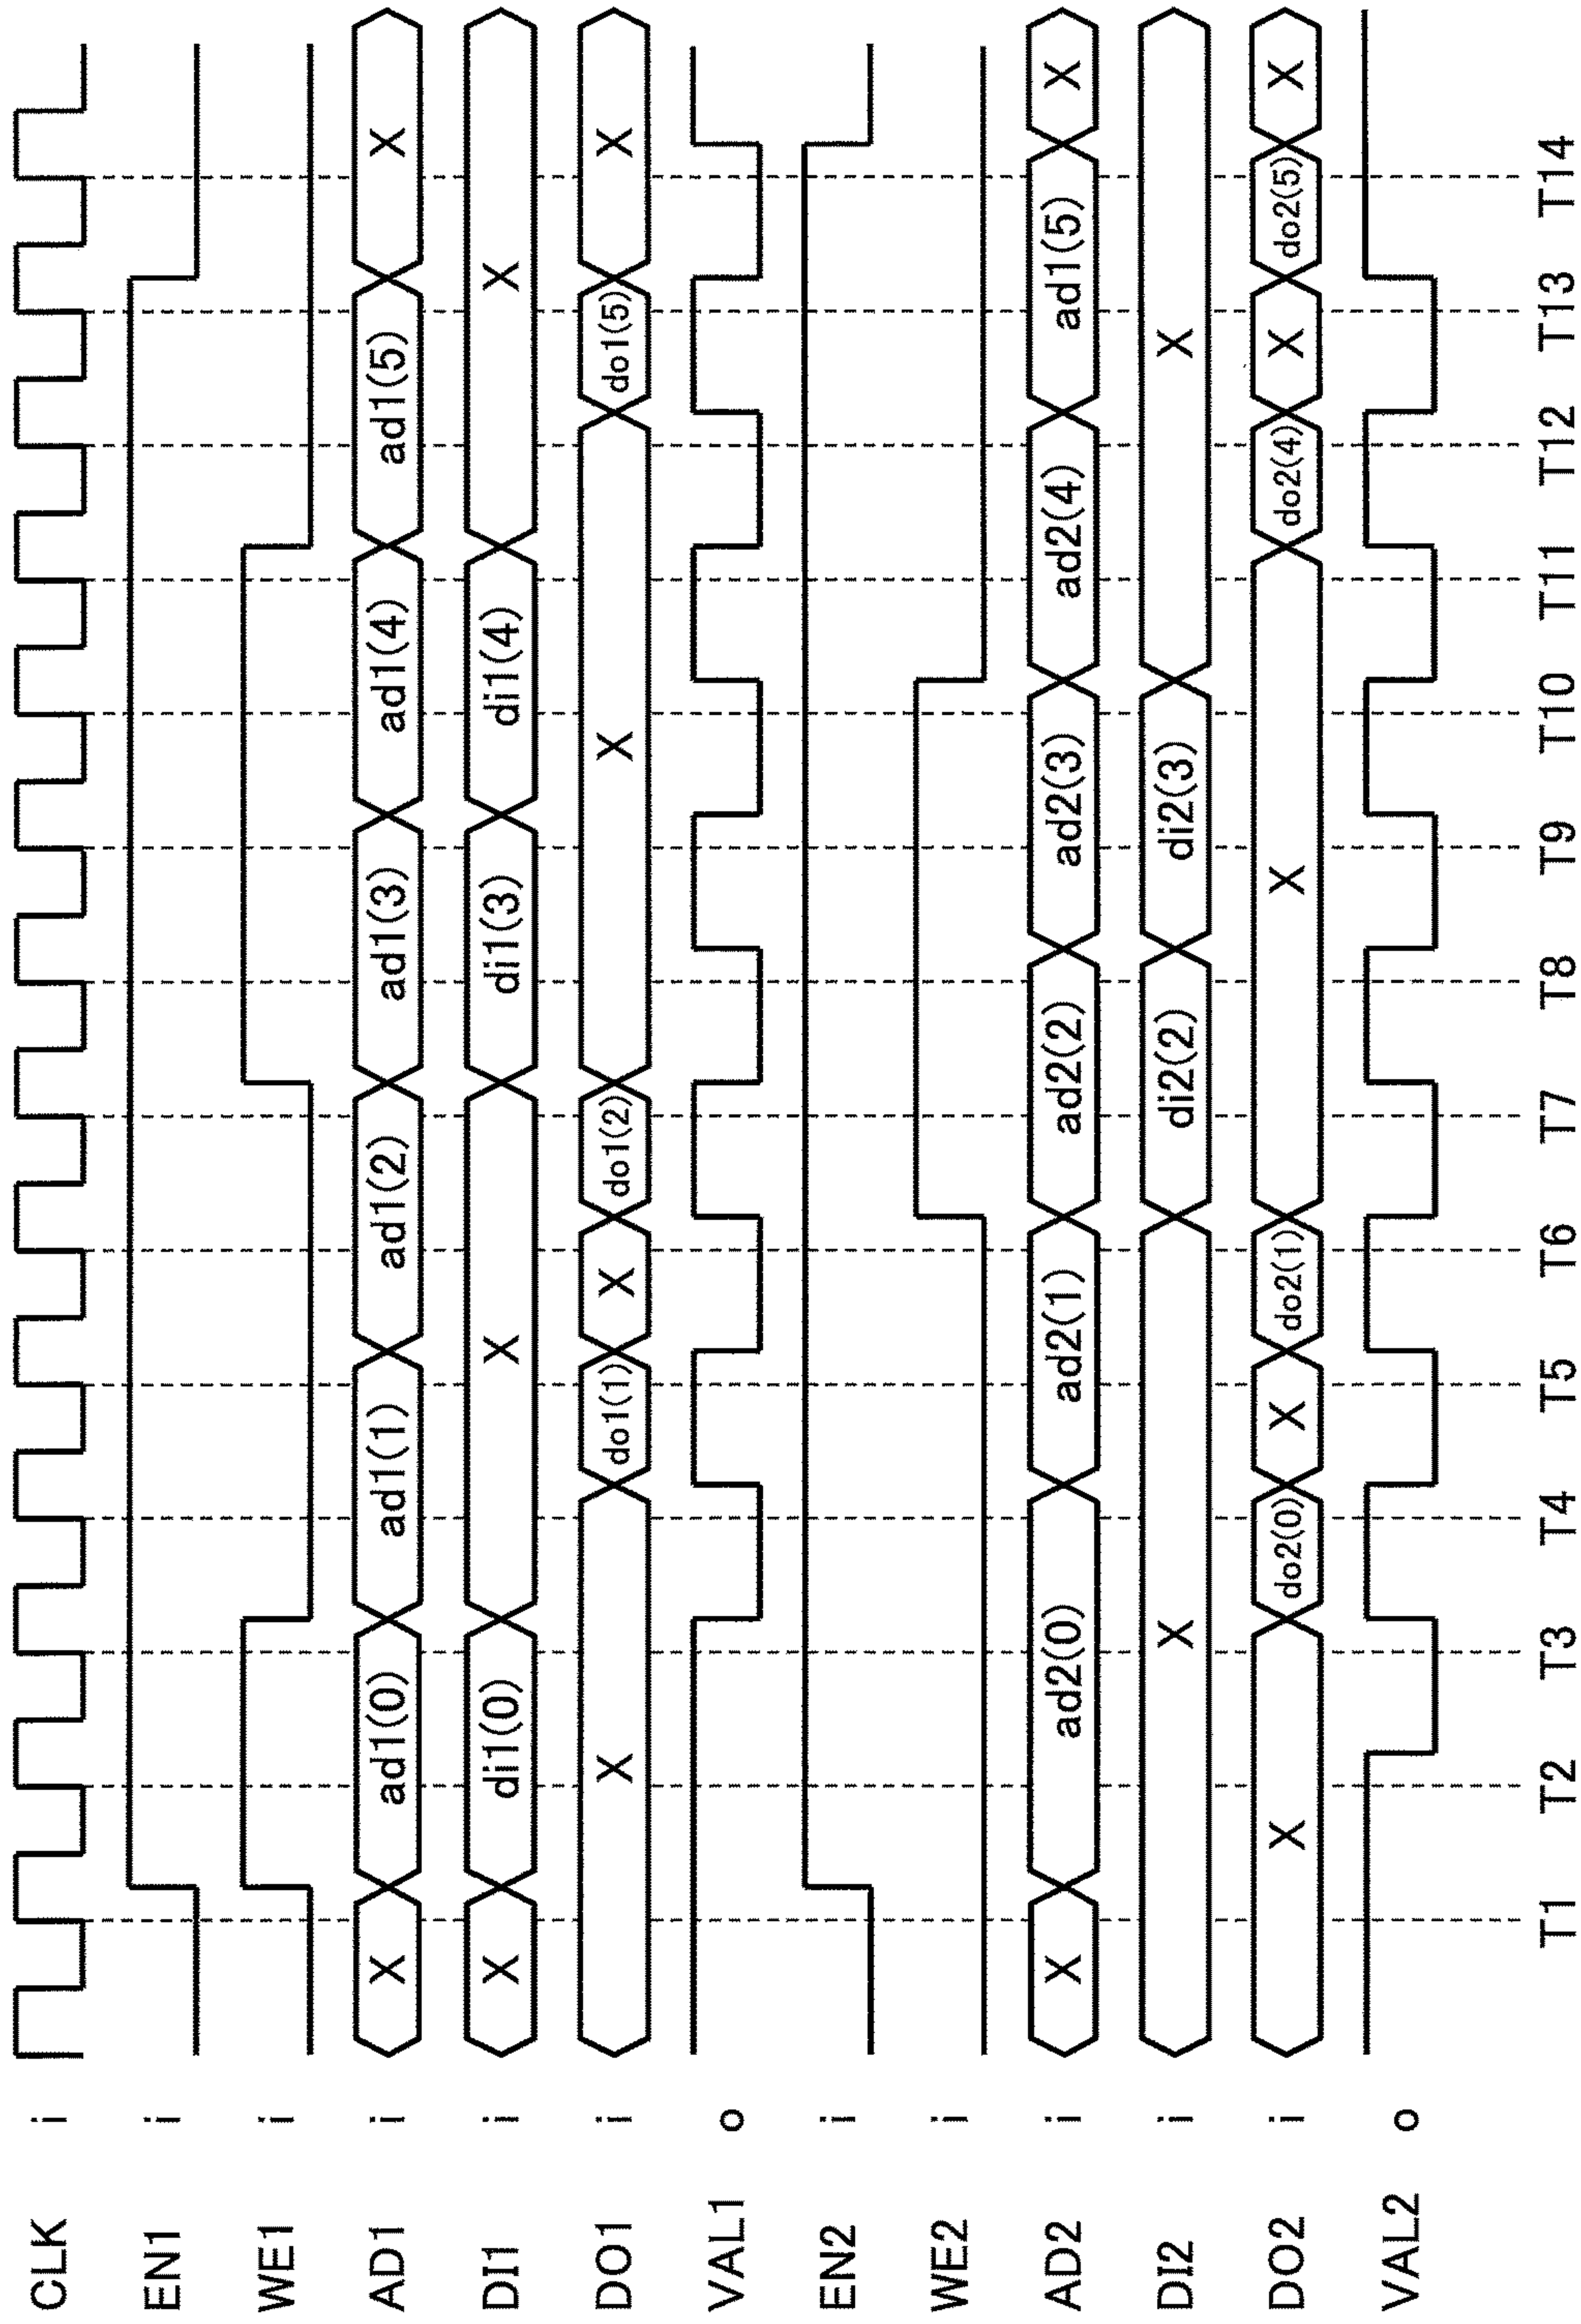 CLK i
EN1 i
WE1 i
AD1 i X ad1(0) ad1(1) ad1(2) ad1(3) ad1(4) ad1(5) X
DI1 i X di1(0) X di1(3) di1(4) X
DO1 i X do1(1) X do1(2) X do1(5) X
VAL1 o
EN2 i
WE2 i
AD2 i X ad2(0) ad2(1) ad2(2) ad2(3) ad2(4) ad1(5) X
DI2 i X di2(2) di2(3) X
DO2 i X do2(0) X do2(1) X do2(4) X do2(5) X
VAL2 o
T1 T2 T3 T4 T5 T6 T7 T8 T9 T10 T11 T12 T13 T14